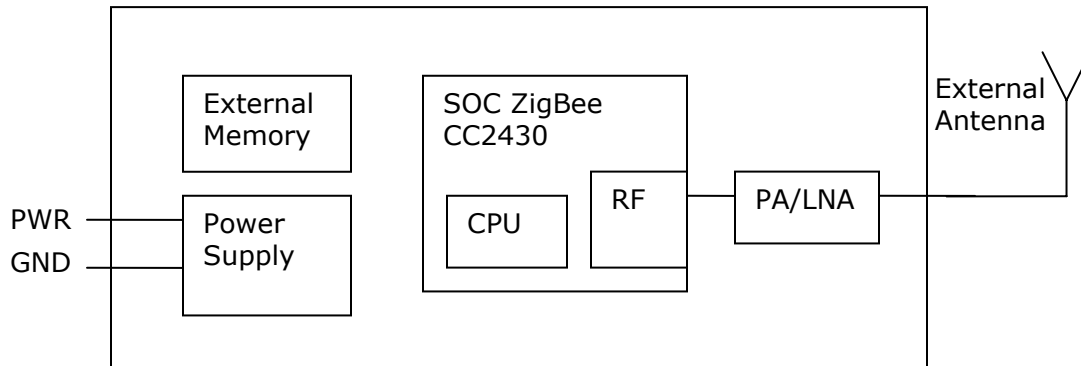 External
Memory
SOC ZigBee
CC2430
External
Antenna
PWR
GND
Power
Supply
CPU
RF
PA/LNA